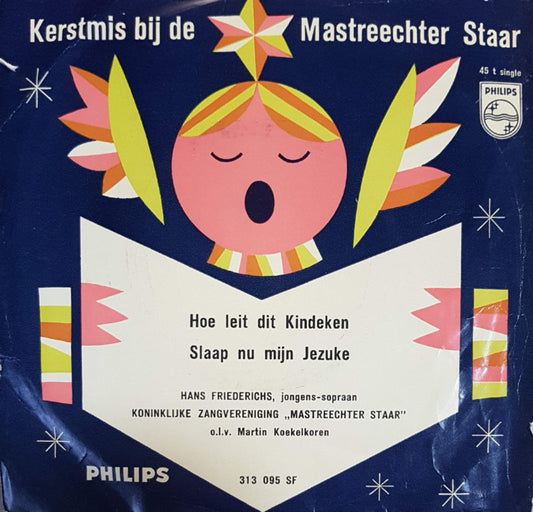 Kerstmis bij de Mastreechter Staar
45 t single
PHILIPS
Hoe leit dit Kindeken
Slaap nu mijn Jezuke
HANS FRIEDERICHS, jongens-sopraan
KONINKLIJKE ZANGVERENIGING „MASTREECHTER STAAR"
o.l.v. Martin Koekelkoren
PHILIPS 313 095 SF